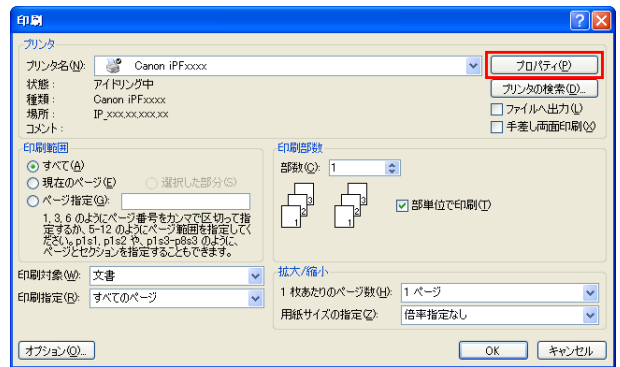 印刷
プリンタ
プリンタ名(N): Canon iPFxxxx プロパティ(P)
状態: アイドリング中 プリンタの検索(D)...
種類: Canon iPFxxxx
場所: IP_xxx,xx,xxx,xx ファイルへ出力(L)
コメント: 手差し両面印刷(X)
印刷範囲 印刷部数
すべて(A) 部数(C): 1
現在のページ(E) 選択した部分(S)
ページ指定(G): 部単位で印刷(T)
1, 3, 6 のようにページ番号をカンマで区切って指
定するか、5-12 のようにページ範囲を指定してく
ださい。p1s1, p1s2 や、p1s3-p8s3 のように、
ページとセクションを指定することもできます。
3
2
1
3
2
1
印刷対象(W): 文書 拡大/縮小
印刷指定(R): すべてのページ 1 枚あたりのページ数(H): 1 ページ
用紙サイズの指定(Z): 倍率指定なし
オプション(O)... OK キャンセル